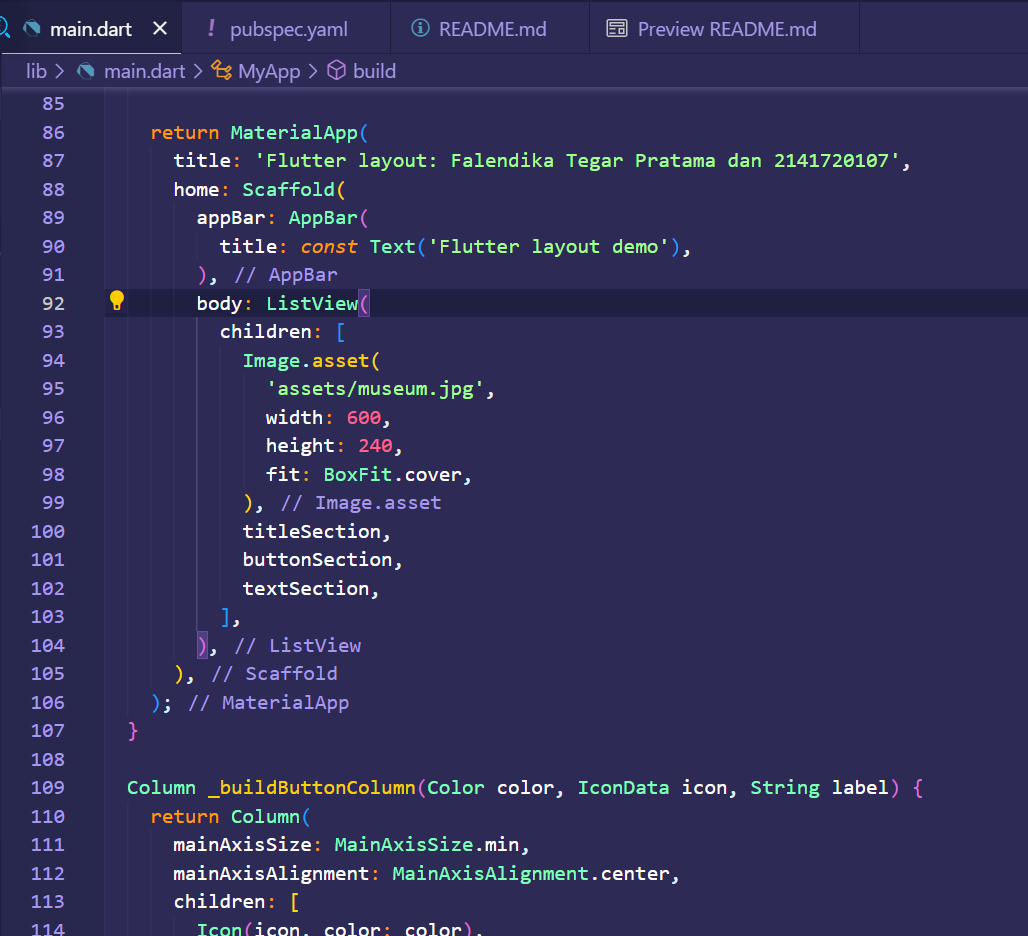 main.dart × ! pubspec.yaml README.md Preview README.md
lib > main.dart > MyApp > build
85
86 return MaterialApp(
87 title: 'Flutter layout: Falendika Tegar Pratama dan 2141720107',
88 home: Scaffold(
89 appBar: AppBar(
90 title: const Text('Flutter layout demo'),
91 ), // AppBar
92 body: ListView(
93 children: [
94 Image.asset(
95 'assets/museum.jpg',
96 width: 600,
97 height: 240,
98 fit: BoxFit.cover,
99 ), // Image.asset
100 titleSection,
101 buttonSection,
102 textSection,
103 ],
104 ), // ListView
105 ), // Scaffold
106 ); // MaterialApp
107 }
108
109 Column _buildButtonColumn(Color color, IconData icon, String label) {
110 return Column(
111 mainAxisSize: MainAxisSize.min,
112 mainAxisAlignment: MainAxisAlignment.center,
113 children: [
114 Icon(icon, color: color),